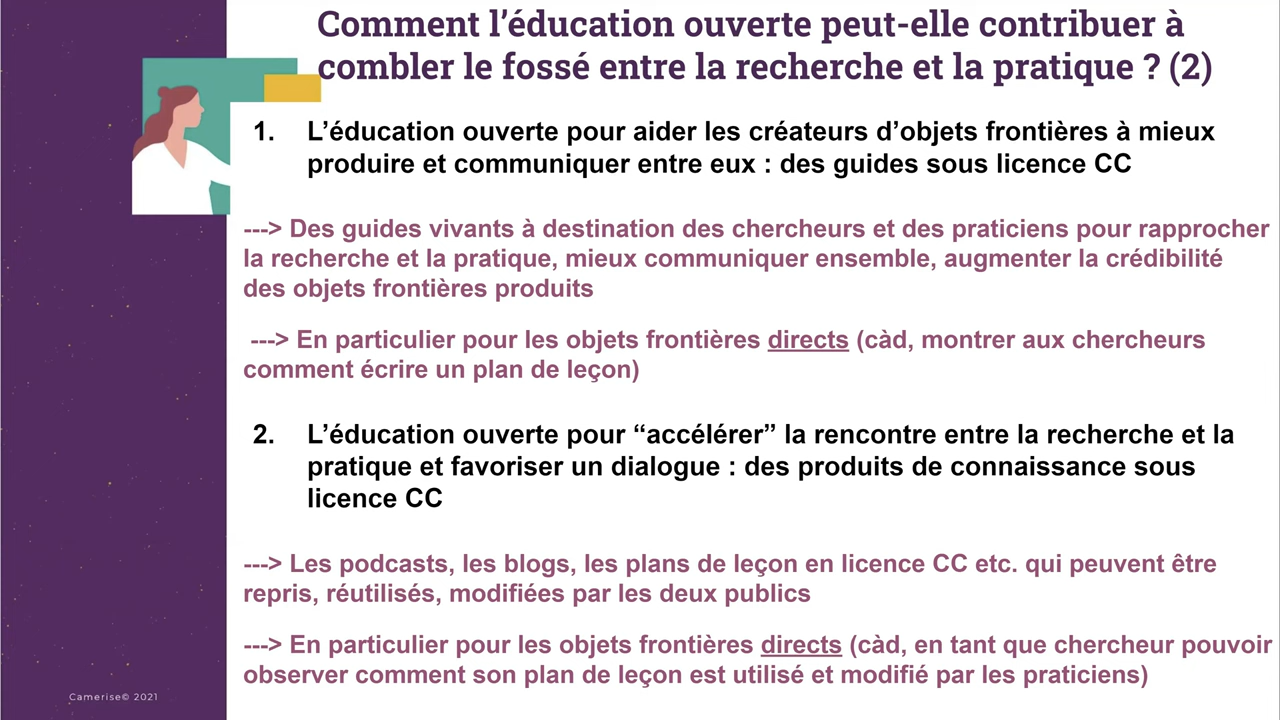 Comment l’éducation ouverte peut-elle contribuer à
combler le fossé entre la recherche et la pratique ? (2)
1. L’éducation ouverte pour aider les créateurs d’objets frontières à mieux
produire et communiquer entre eux : des guides sous licence CC
---> Des guides vivants à destination des chercheurs et des praticiens pour rapprocher
la recherche et la pratique, mieux communiquer ensemble, augmenter la crédibilité
des objets frontières produits
---> En particulier pour les objets frontières directs (càd, montrer aux chercheurs
comment écrire un plan de leçon)
2. L’éducation ouverte pour “accélérer” la rencontre entre la recherche et la
pratique et favoriser un dialogue : des produits de connaissance sous
licence CC
---> Les podcasts, les blogs, les plans de leçon en licence CC etc. qui peuvent être
repris, réutilisés, modifiées par les deux publics
---> En particulier pour les objets frontières directs (càd, en tant que chercheur pouvoir
observer comment son plan de leçon est utilisé et modifié par les praticiens)
Camerise© 2021